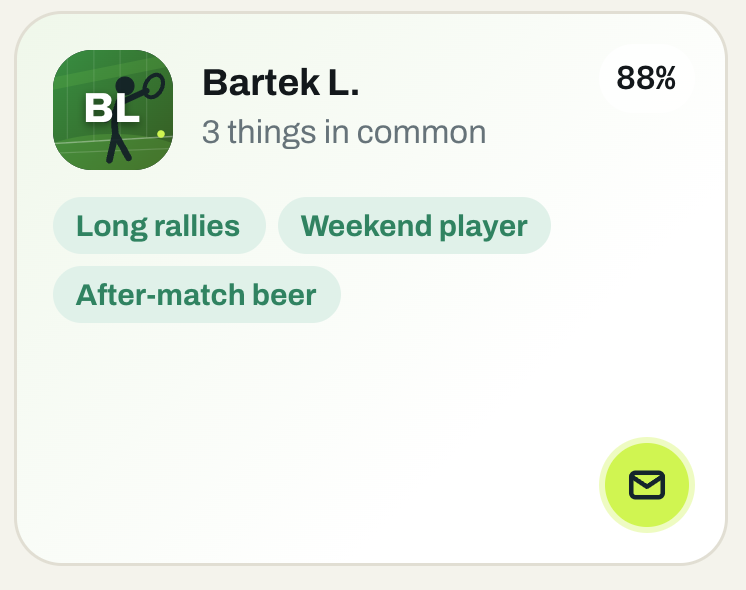 BL
Bartek L.
88%
3 things in common
Long rallies
Weekend player
After-match beer